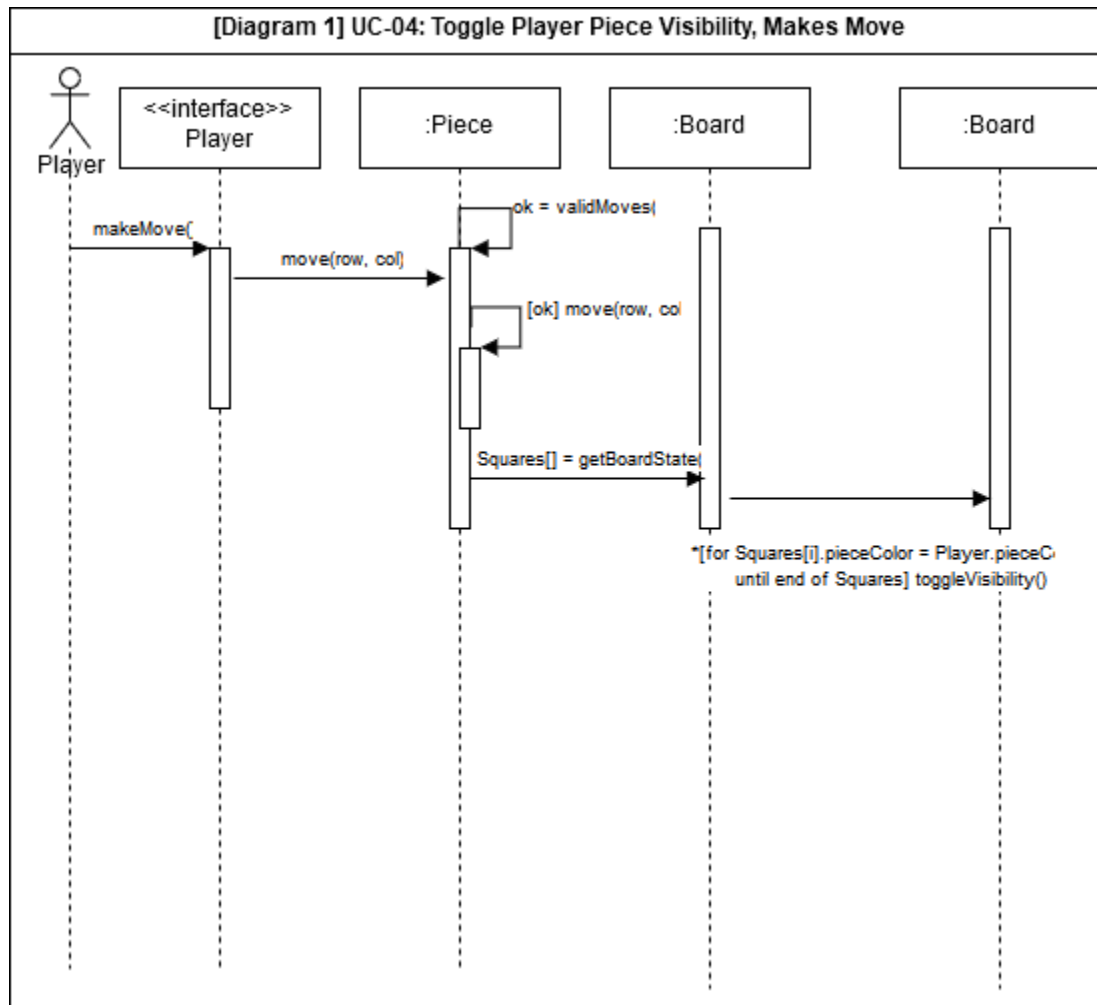 [Diagram 1] UC-04: Toggle Player Piece Visibility, Makes Move
Player
<<interface>>
Player
:Piece
:Board
:Board
ok = validMoves(
makeMove(
move(row, col)
[ok] move(row, col
Squares[] = getBoardState(
*[for Squares[i].pieceColor = Player.pieceC
until end of Squares] toggleVisibility()